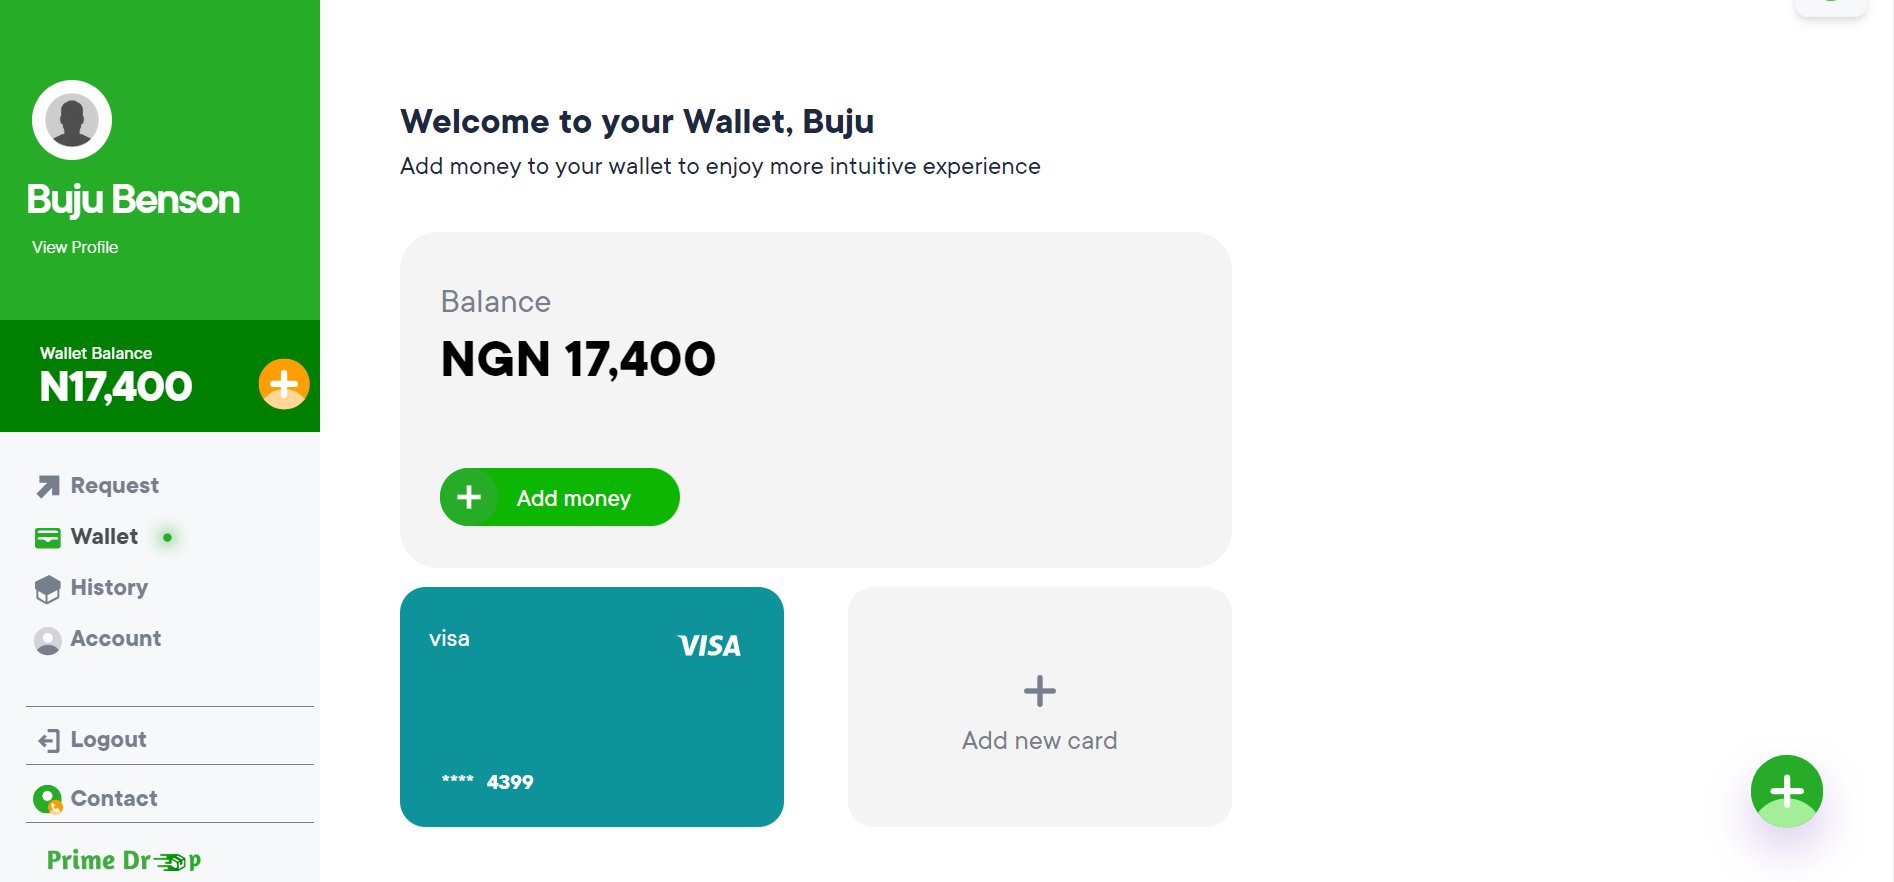 Buju Benson
View Profile
Wallet Balance
N17,400
Request
Wallet
History
Account
Logout
Contact
Prime Drop
Welcome to your Wallet, Buju
Add money to your wallet to enjoy more intuitive experience
Balance
NGN 17,400
Add money
visa
VISA
**** 4399
Add new card